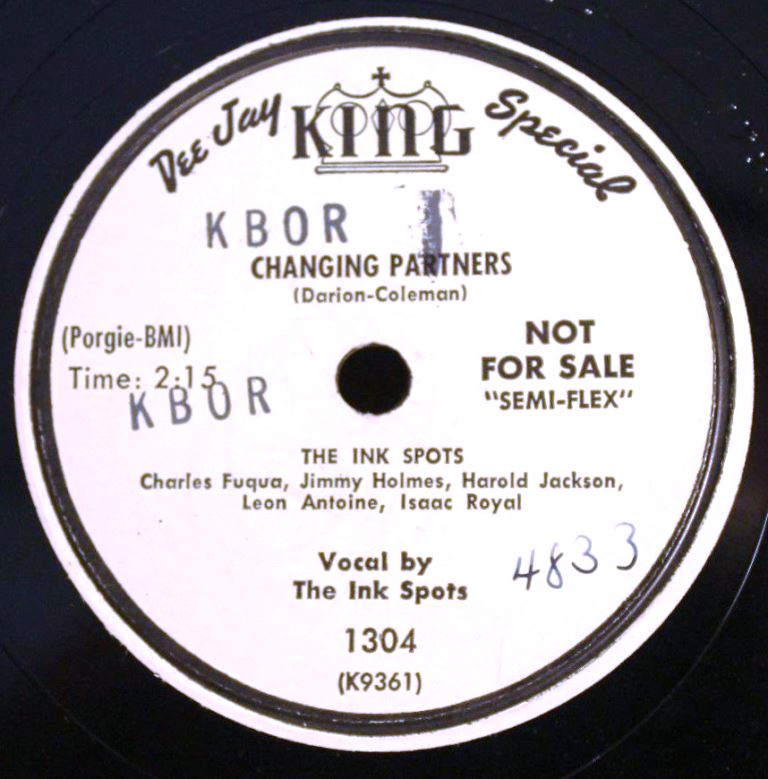 Dee Jay KING Special
KBOR
CHANGING PARTNERS
(Darion-Coleman)
(Porgie-BMI)
Time: 2:15
KBOR
NOT
FOR SALE
"SEMI-FLEX"
THE INK SPOTS
Charles Fuqua, Jimmy Holmes, Harold Jackson,
Leon Antoine, Isaac Royal
Vocal by
The Ink Spots
4833
1304
(K9361)